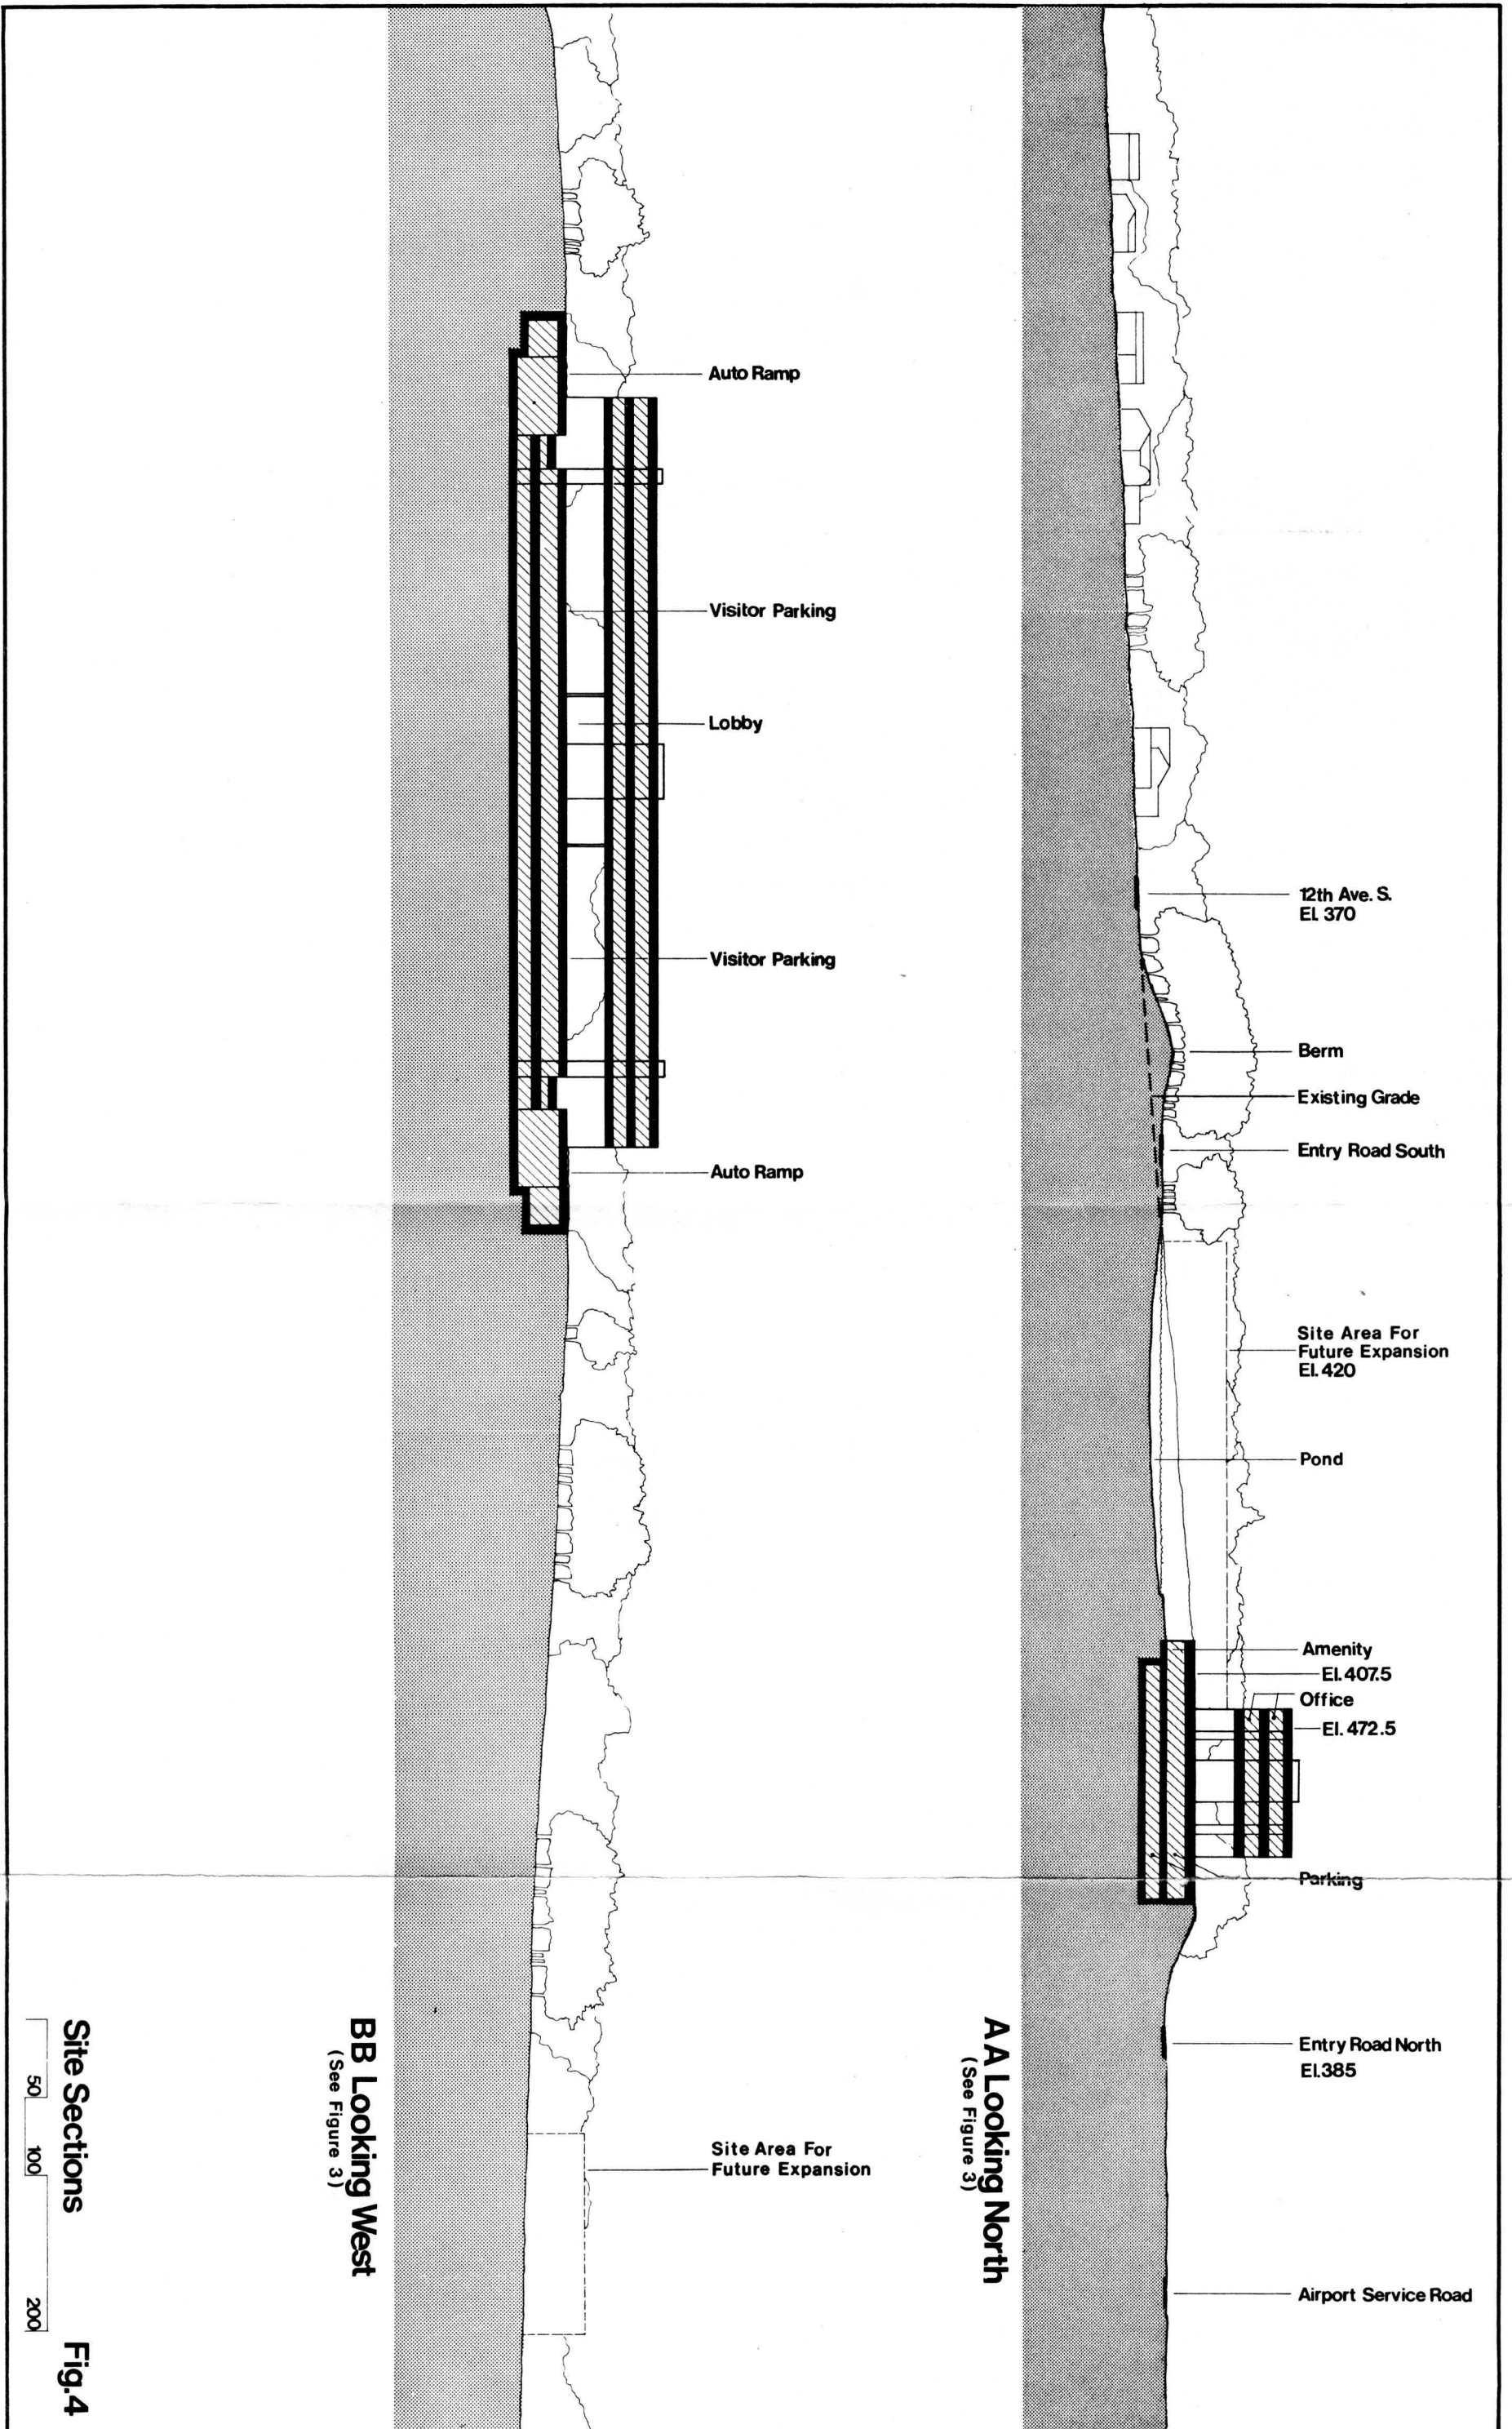 12th Ave. S.
El. 370
Berm
Existing Grade
Entry Road South
Site Area For
Future Expansion
El. 420
Pond
Amenity
El. 407.5
Office
El. 472.5
Parking
Entry Road North
El. 385
Airport Service Road
AA Looking North
(See Figure 3)
Auto Ramp
Visitor Parking
Lobby
Visitor Parking
Auto Ramp
Site Area For
Future Expansion
BB Looking West
(See Figure 3)
Site Sections Fig.4
50 100 200